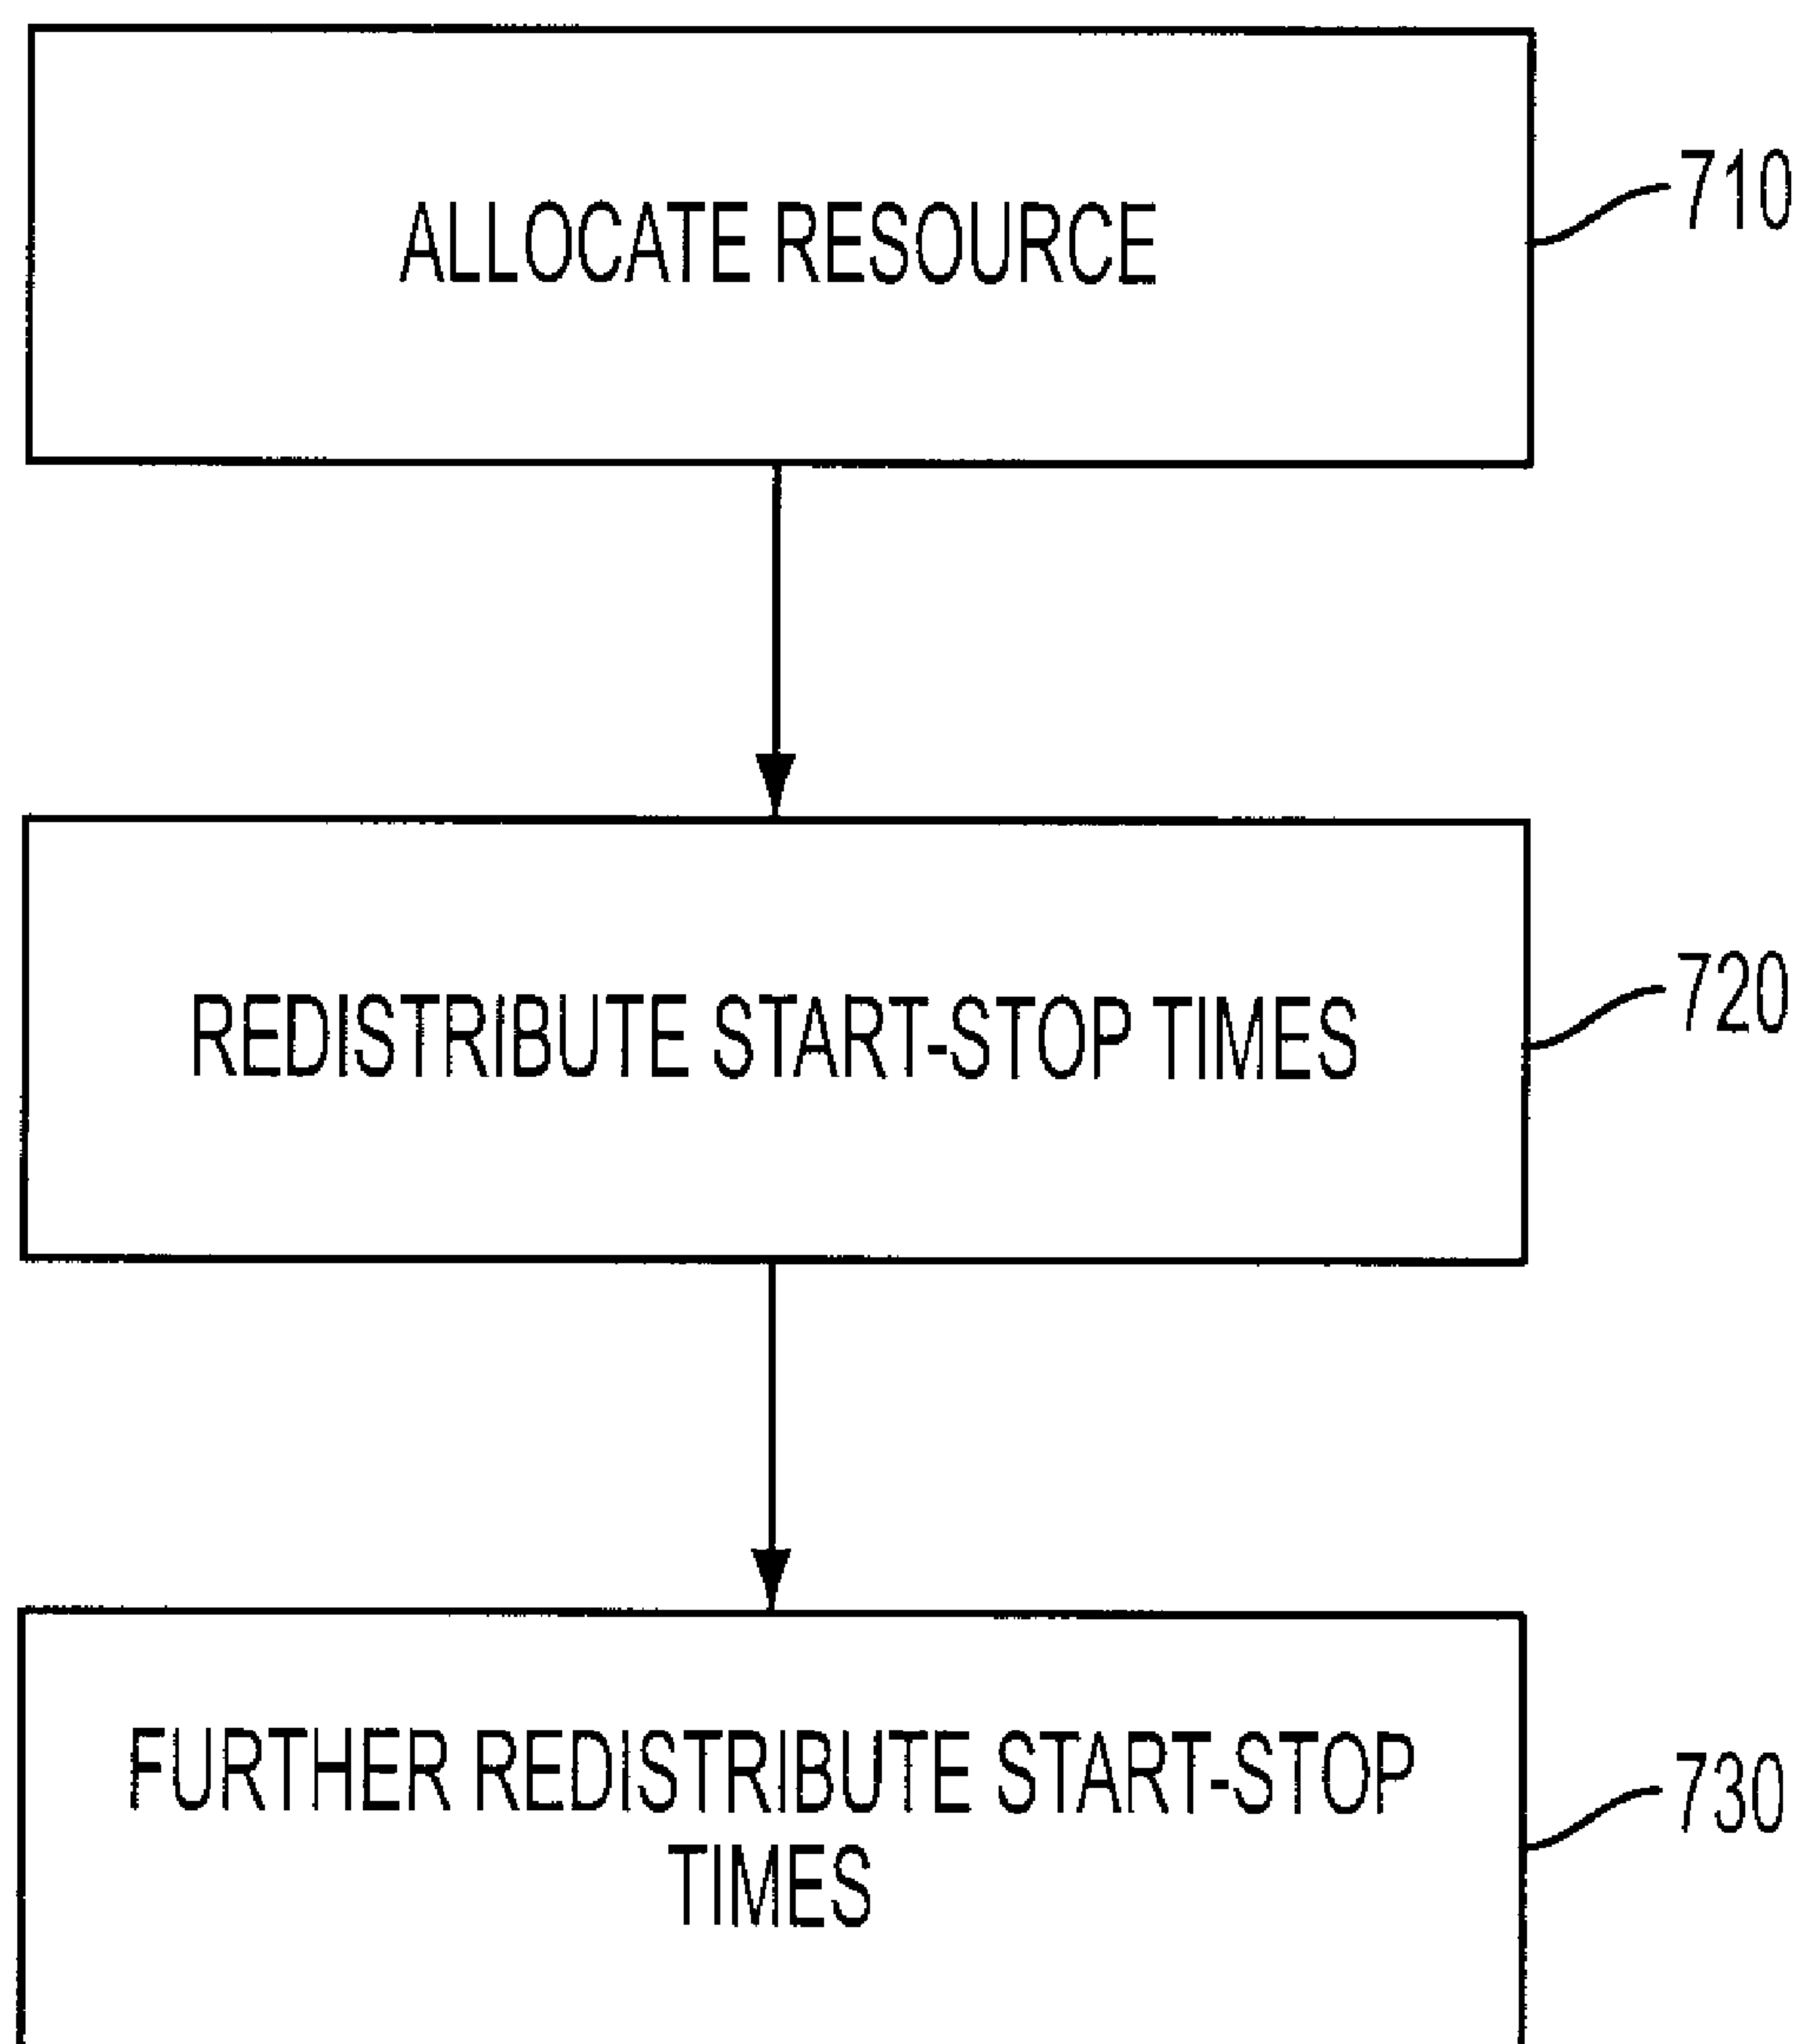 ALLOCATE RESOURCE
710
REDISTRIBUTE START-STOP TIMES
720
FURTHER REDISTRIBUTE START-STOP
TIMES
730